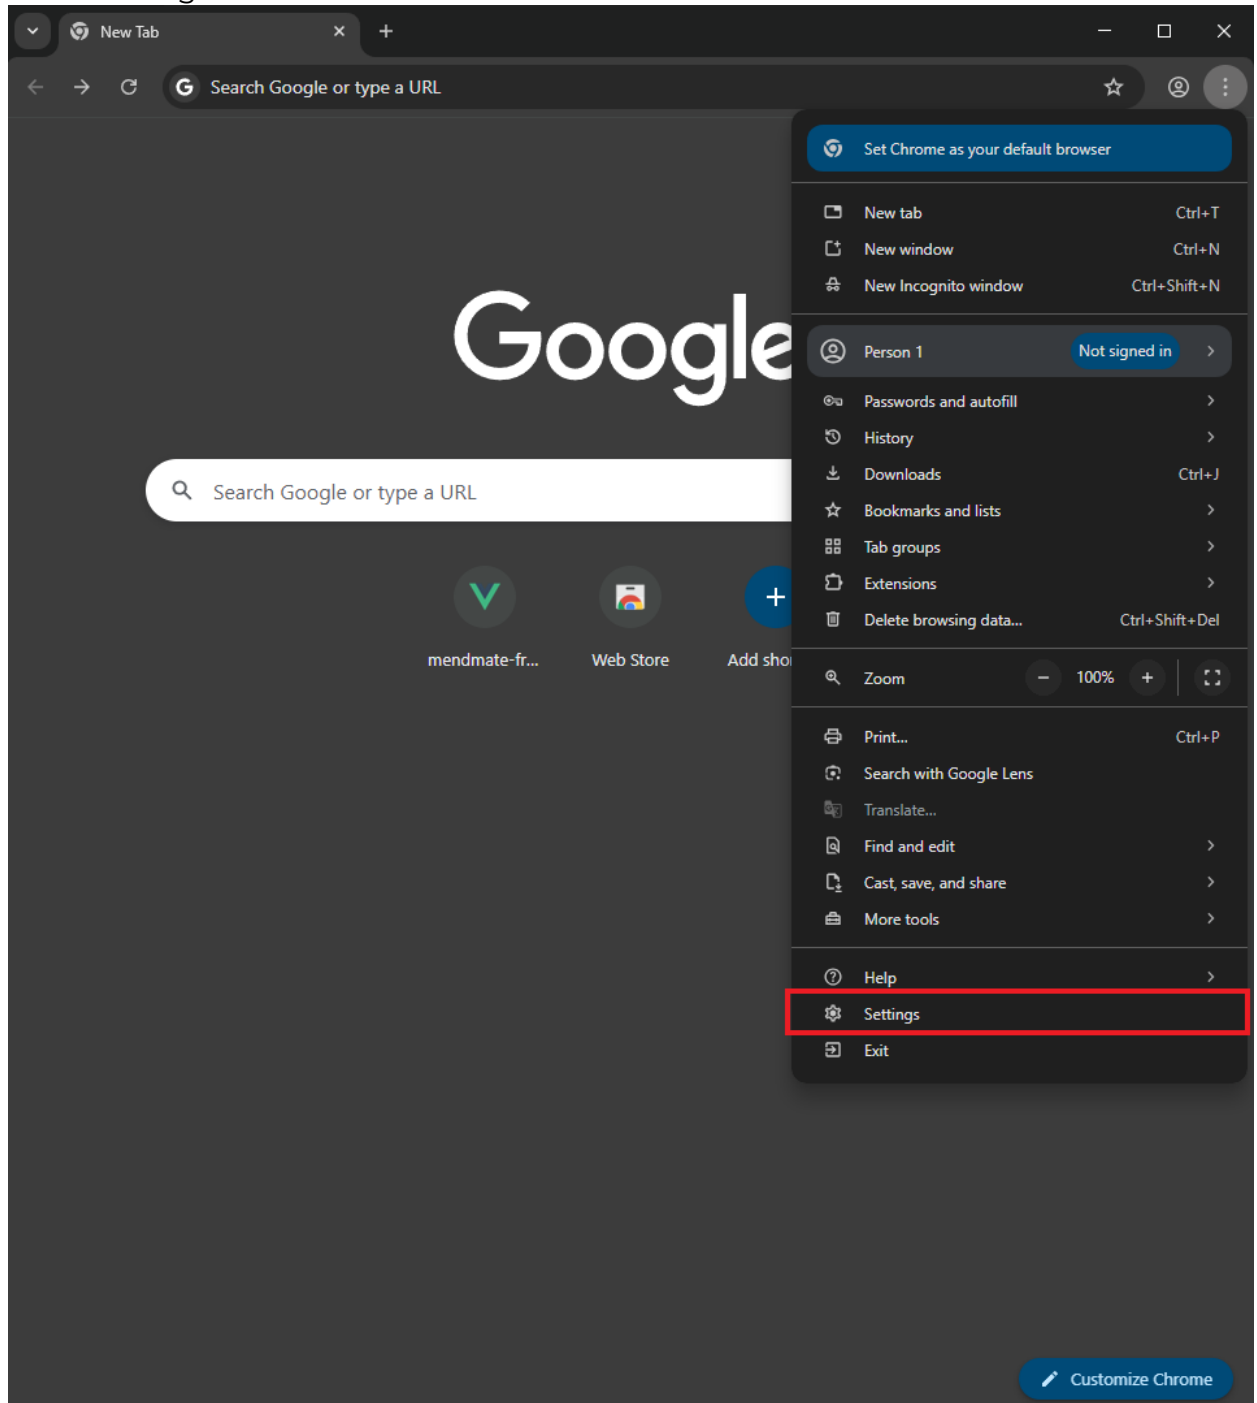 New Tab
Search Google or type a URL
Set Chrome as your default browser
New tab Ctrl+T
New window Ctrl+N
New Incognito window Ctrl+Shift+N
Google
Person 1 Not signed in
Passwords and autofill
History
Downloads Ctrl+J
Search Google or type a URL
Bookmarks and lists
Tab groups
Extensions
Delete browsing data... Ctrl+Shift+Del
mendmate-fr... Web Store Add sho
Zoom − 100% +
Print... Ctrl+P
Search with Google Lens
Translate...
Find and edit
Cast, save, and share
More tools
Help
Settings
Exit
Customize Chrome